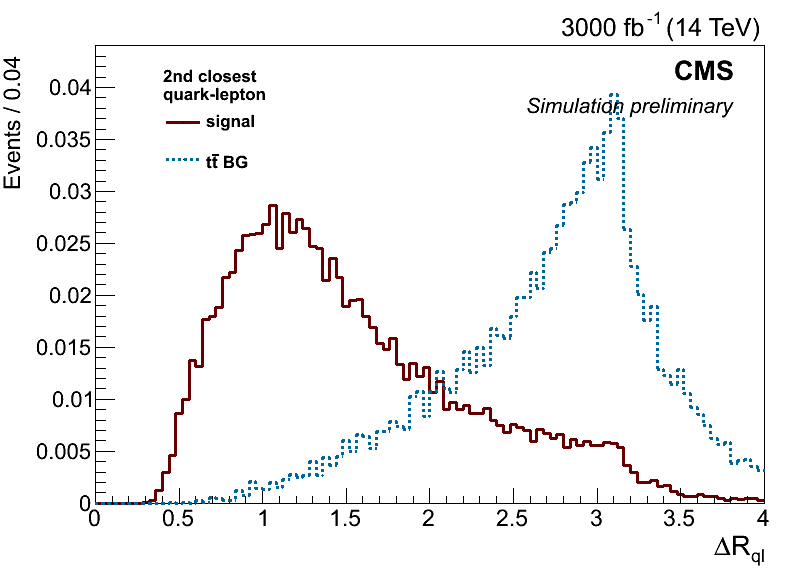 3000 fb⁻¹ (14 TeV)
CMS
Simulation preliminary
2nd closest
quark-lepton
signal
tt̄ BG
Events / 0.04
0.04
0.035
0.03
0.025
0.02
0.015
0.01
0.005
0
0 0.5 1 1.5 2 2.5 3 3.5 4
ΔR_ql